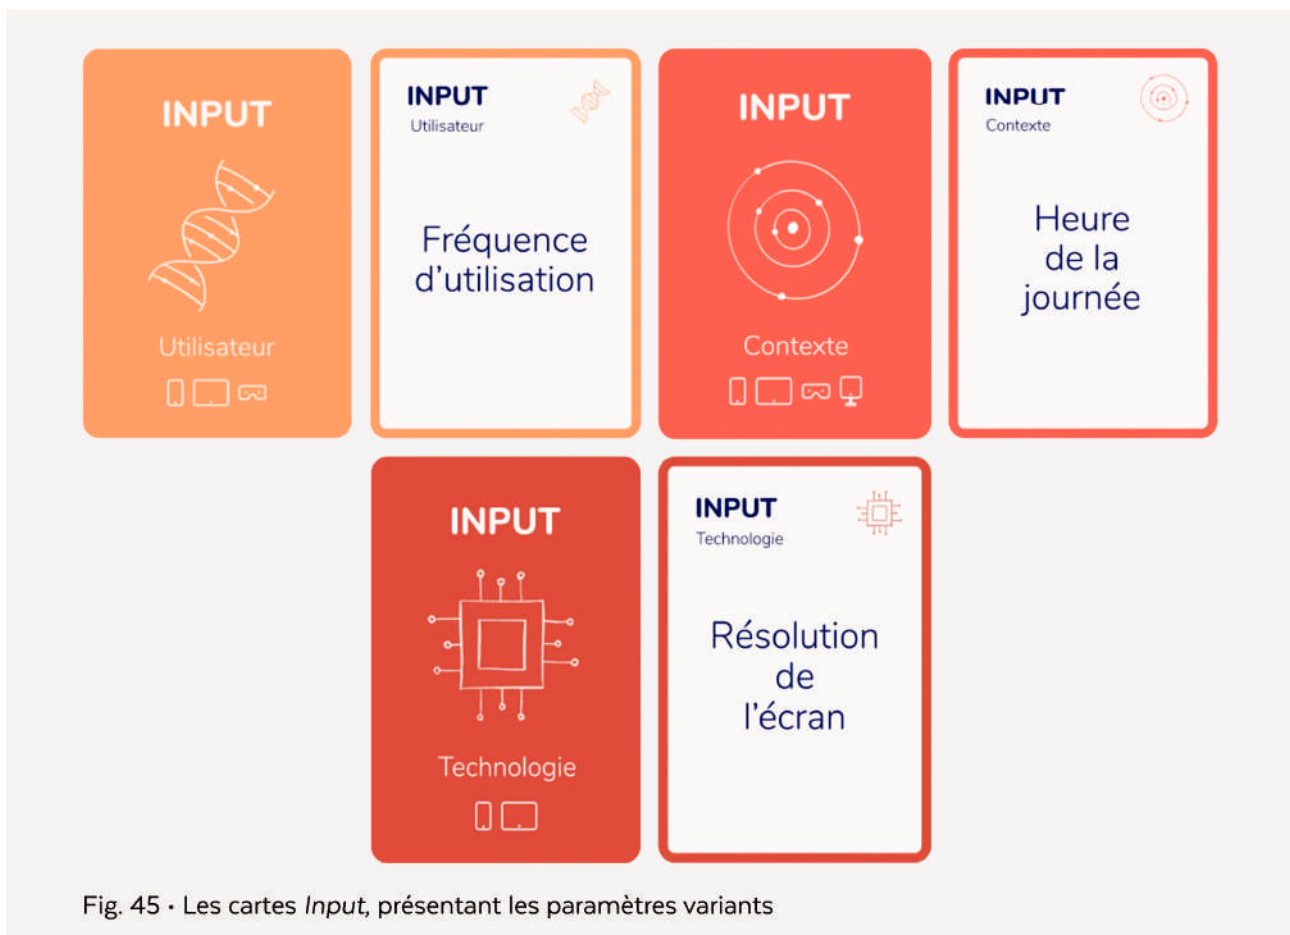 INPUT
Utilisateur
INPUT
Utilisateur
Fréquence
d'utilisation
INPUT
Contexte
INPUT
Contexte
Heure
de la
journée
INPUT
Technologie
INPUT
Technologie
Résolution
de
l'écran
Fig. 45 • Les cartes Input, présentant les paramètres variants